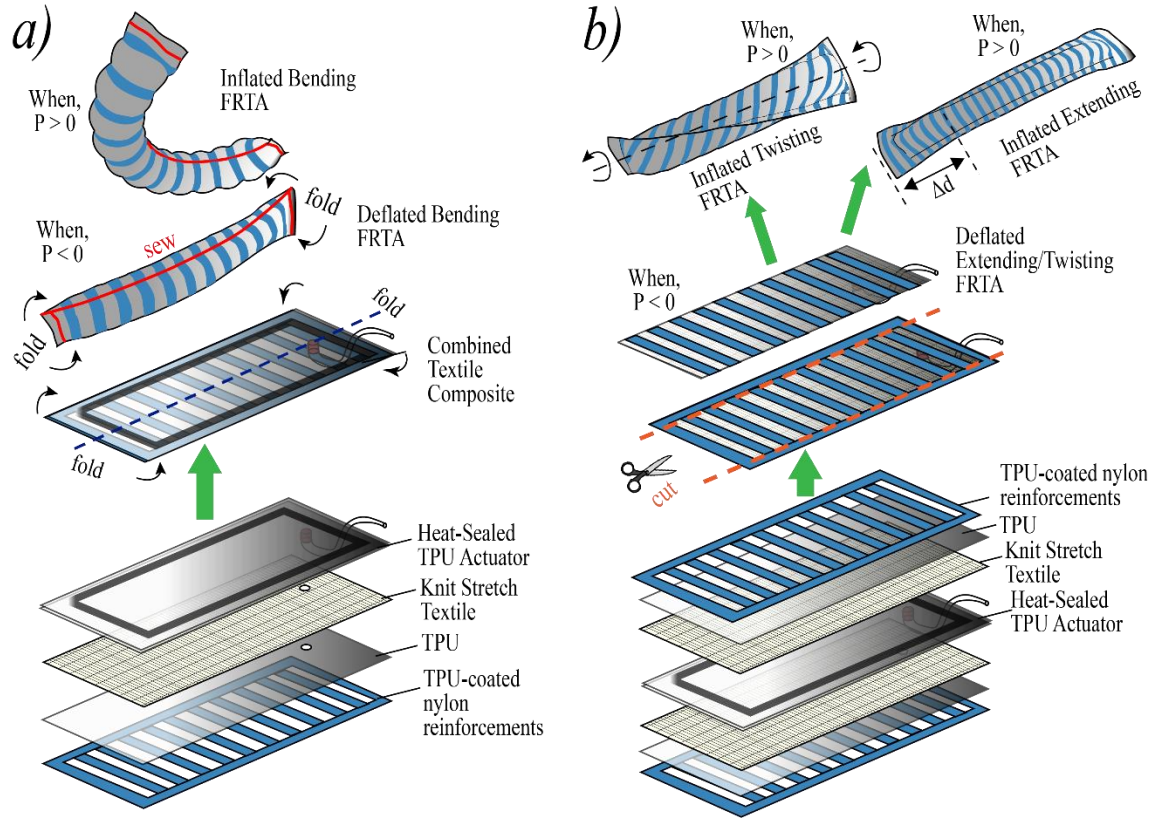 a)
Inflated Bending
FRTA
When,
P > 0
fold
Deflated Bending
FRTA
When,
P < 0
sew
fold
fold
Combined
Textile
Composite
fold
Heat-Sealed
TPU Actuator
Knit Stretch
Textile
TPU
TPU-coated
nylon
reinforcements
b)
When,
P > 0
When,
P > 0
Inflated Twisting
FRTA
Inflated Extending
FRTA
Δd
Deflated
Extending/Twisting
FRTA
When,
P < 0
cut
TPU-coated nylon
reinforcements
TPU
Knit Stretch
Textile
Heat-Sealed
TPU Actuator